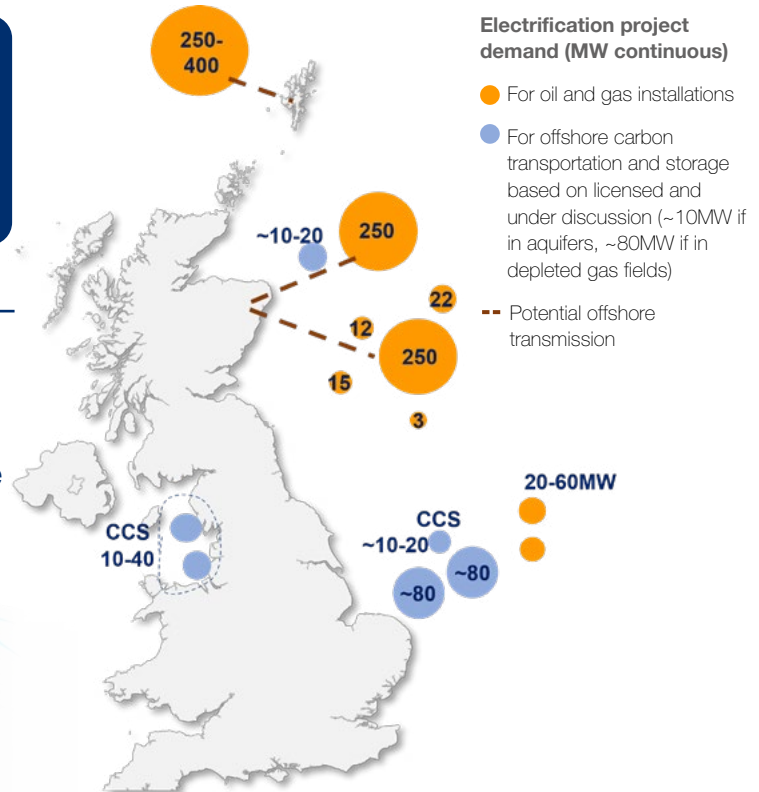 Electrification project
demand (MW continuous)
For oil and gas installations
For offshore carbon
transportation and storage
based on licensed and
under discussion (~10MW if
in aquifers, ~80MW if in
depleted gas fields)
Potential offshore
transmission
250-
400
~10-20
250
22
12
250
15
3
20-60MW
CCS
~10-20
~80
~80
CCS
10-40
e